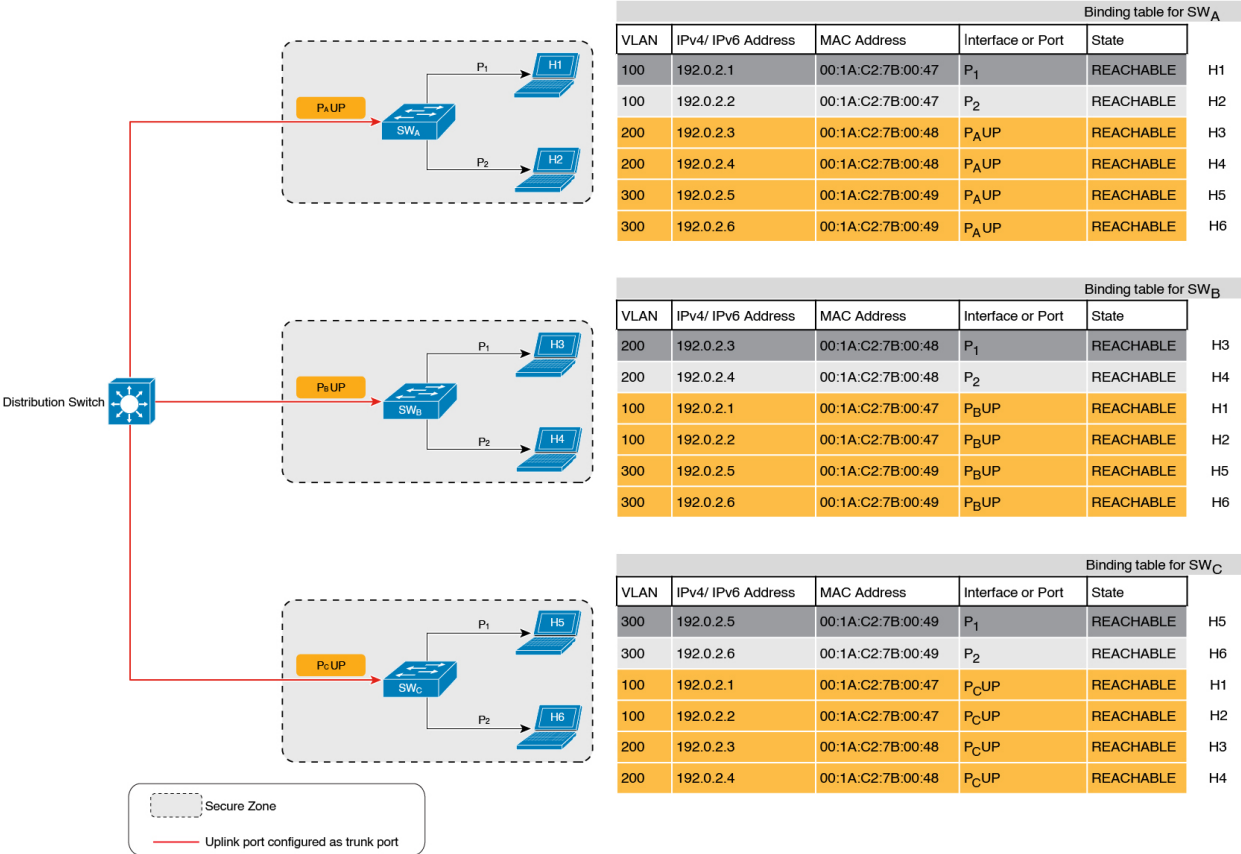 Binding table for SWA
VLAN IPv4/ IPv6 Address MAC Address Interface or Port State
100 192.0.2.1 00:1A:C2:7B:00:47 P1 REACHABLE H1
100 192.0.2.2 00:1A:C2:7B:00:47 P2 REACHABLE H2
200 192.0.2.3 00:1A:C2:7B:00:48 PAUP REACHABLE H3
200 192.0.2.4 00:1A:C2:7B:00:48 PAUP REACHABLE H4
300 192.0.2.5 00:1A:C2:7B:00:49 PAUP REACHABLE H5
300 192.0.2.6 00:1A:C2:7B:00:49 PAUP REACHABLE H6
PAUP
SWA
P1
H1
P2
H2
Binding table for SWB
VLAN IPv4/ IPv6 Address MAC Address Interface or Port State
200 192.0.2.3 00:1A:C2:7B:00:48 P1 REACHABLE H3
200 192.0.2.4 00:1A:C2:7B:00:48 P2 REACHABLE H4
100 192.0.2.1 00:1A:C2:7B:00:47 PBUP REACHABLE H1
100 192.0.2.2 00:1A:C2:7B:00:47 PBUP REACHABLE H2
300 192.0.2.5 00:1A:C2:7B:00:49 PBUP REACHABLE H5
300 192.0.2.6 00:1A:C2:7B:00:49 PBUP REACHABLE H6
Distribution Switch
PBUP
SWB
P1
H3
P2
H4
Binding table for SWC
VLAN IPv4/ IPv6 Address MAC Address Interface or Port State
300 192.0.2.5 00:1A:C2:7B:00:49 P1 REACHABLE H5
300 192.0.2.6 00:1A:C2:7B:00:49 P2 REACHABLE H6
100 192.0.2.1 00:1A:C2:7B:00:47 PCUP REACHABLE H1
100 192.0.2.2 00:1A:C2:7B:00:47 PCUP REACHABLE H2
200 192.0.2.3 00:1A:C2:7B:00:48 PCUP REACHABLE H3
200 192.0.2.4 00:1A:C2:7B:00:48 PCUP REACHABLE H4
PCUP
SWC
P1
H5
P2
H6
Secure Zone
Uplink port configured as trunk port